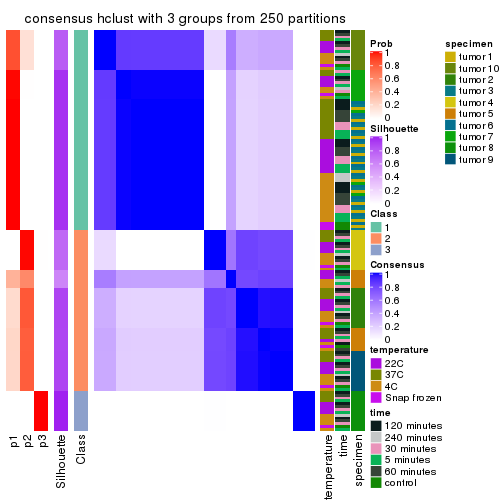 consensus hclust with 3 groups from 250 partitions
Prob
1
0.8
0.6
0.4
0.2
0
Silhouette
1
0.8
0.6
0.4
0.2
0
Class
1
2
3
Consensus
1
0.8
0.6
0.4
0.2
0
temperature
22C
37C
4C
Snap frozen
time
120 minutes
240 minutes
30 minutes
5 minutes
60 minutes
control
specimen
tumor 1
tumor 10
tumor 2
tumor 3
tumor 4
tumor 5
tumor 6
tumor 7
tumor 8
tumor 9
p1
p2
p3
Silhouette
Class
temperature
time
specimen